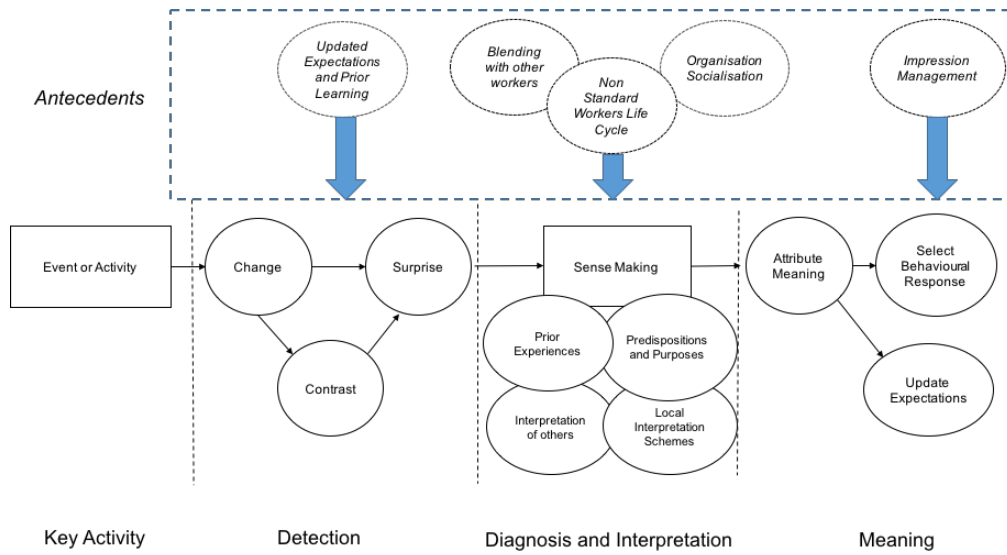 Antecedents
Updated
Expectations
and Prior
Learning
Blending
with other
workers
Non
Standard
Workers Life
Cycle
Organisation
Socialisation
Impression
Management
Event or Activity
Change
Surprise
Contrast
Sense Making
Prior
Experiences
Predispositions
and Purposes
Interpretation
of others
Local
Interpretation
Schemes
Attribute
Meaning
Select
Behavioural
Response
Update
Expectations
Key Activity
Detection
Diagnosis and Interpretation
Meaning